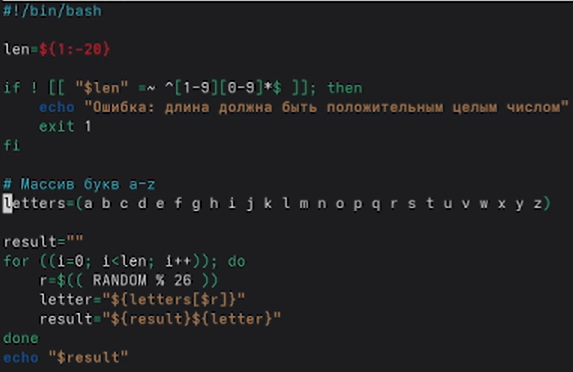 #!/bin/bash
len=${1:-20}
if ! [[ "$len" =~ ^[1-9][0-9]*$ ]]; then
echo "Ошибка: длина должна быть положительным целым числом"
exit 1
fi
# Массив букв a-z
letters=(a b c d e f g h i j k l m n o p q r s t u v w x y z)
result=""
for ((i=0; i<len; i++)); do
r=$(( RANDOM % 26 ))
letter="${letters[$r]}"
result="${result}${letter}"
done
echo "$result"